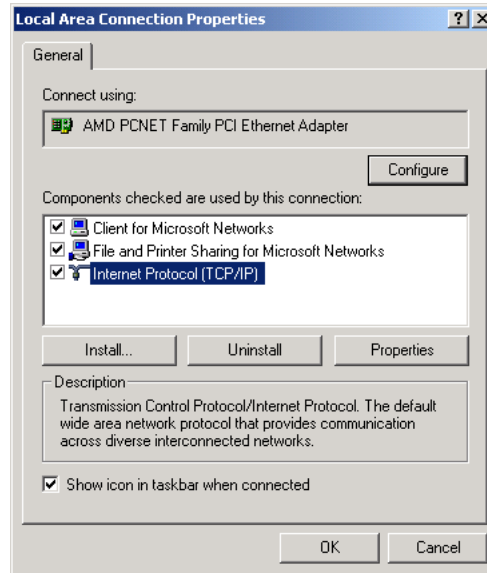 Local Area Connection Properties
General
Connect using:
AMD PCNET Family PCI Ethernet Adapter
Configure
Components checked are used by this connection:
Client for Microsoft Networks
File and Printer Sharing for Microsoft Networks
Internet Protocol (TCP/IP)
Install... Uninstall Properties
Description
Transmission Control Protocol/Internet Protocol. The default
wide area network protocol that provides communication
across diverse interconnected networks.
Show icon in taskbar when connected
OK Cancel